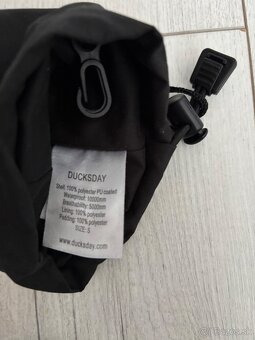 DUCKSDAY
Shell: 100% polyester PU coated
Waterproof: 10000mm
Breathability: 5000mm
Lining: 100% polyester
Padding: 100% polyester
SIZE: S
www.ducksday.com